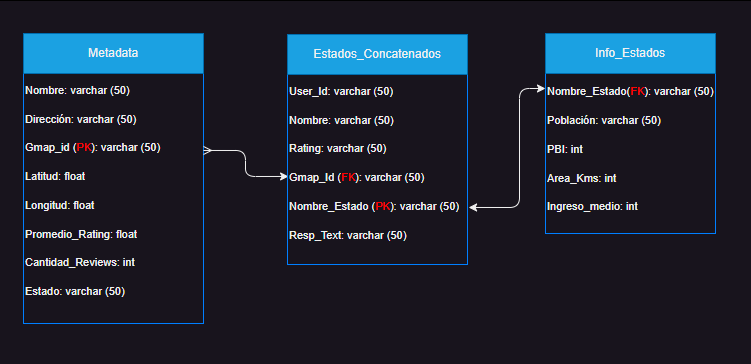 Metadata
Nombre: varchar (50)
Dirección: varchar (50)
Gmap_id (PK): varchar (50)
Latitud: float
Longitud: float
Promedio_Rating: float
Cantidad_Reviews: int
Estado: varchar (50)
Estados_Concatenados
User_Id: varchar (50)
Nombre: varchar (50)
Rating: varchar (50)
Gmap_Id (FK): varchar (50)
Nombre_Estado (PK): varchar (50)
Resp_Text: varchar (50)
Info_Estados
Nombre_Estado(FK): varchar (50)
Población: varchar (50)
PBI: int
Area_Kms: int
Ingreso_medio: int